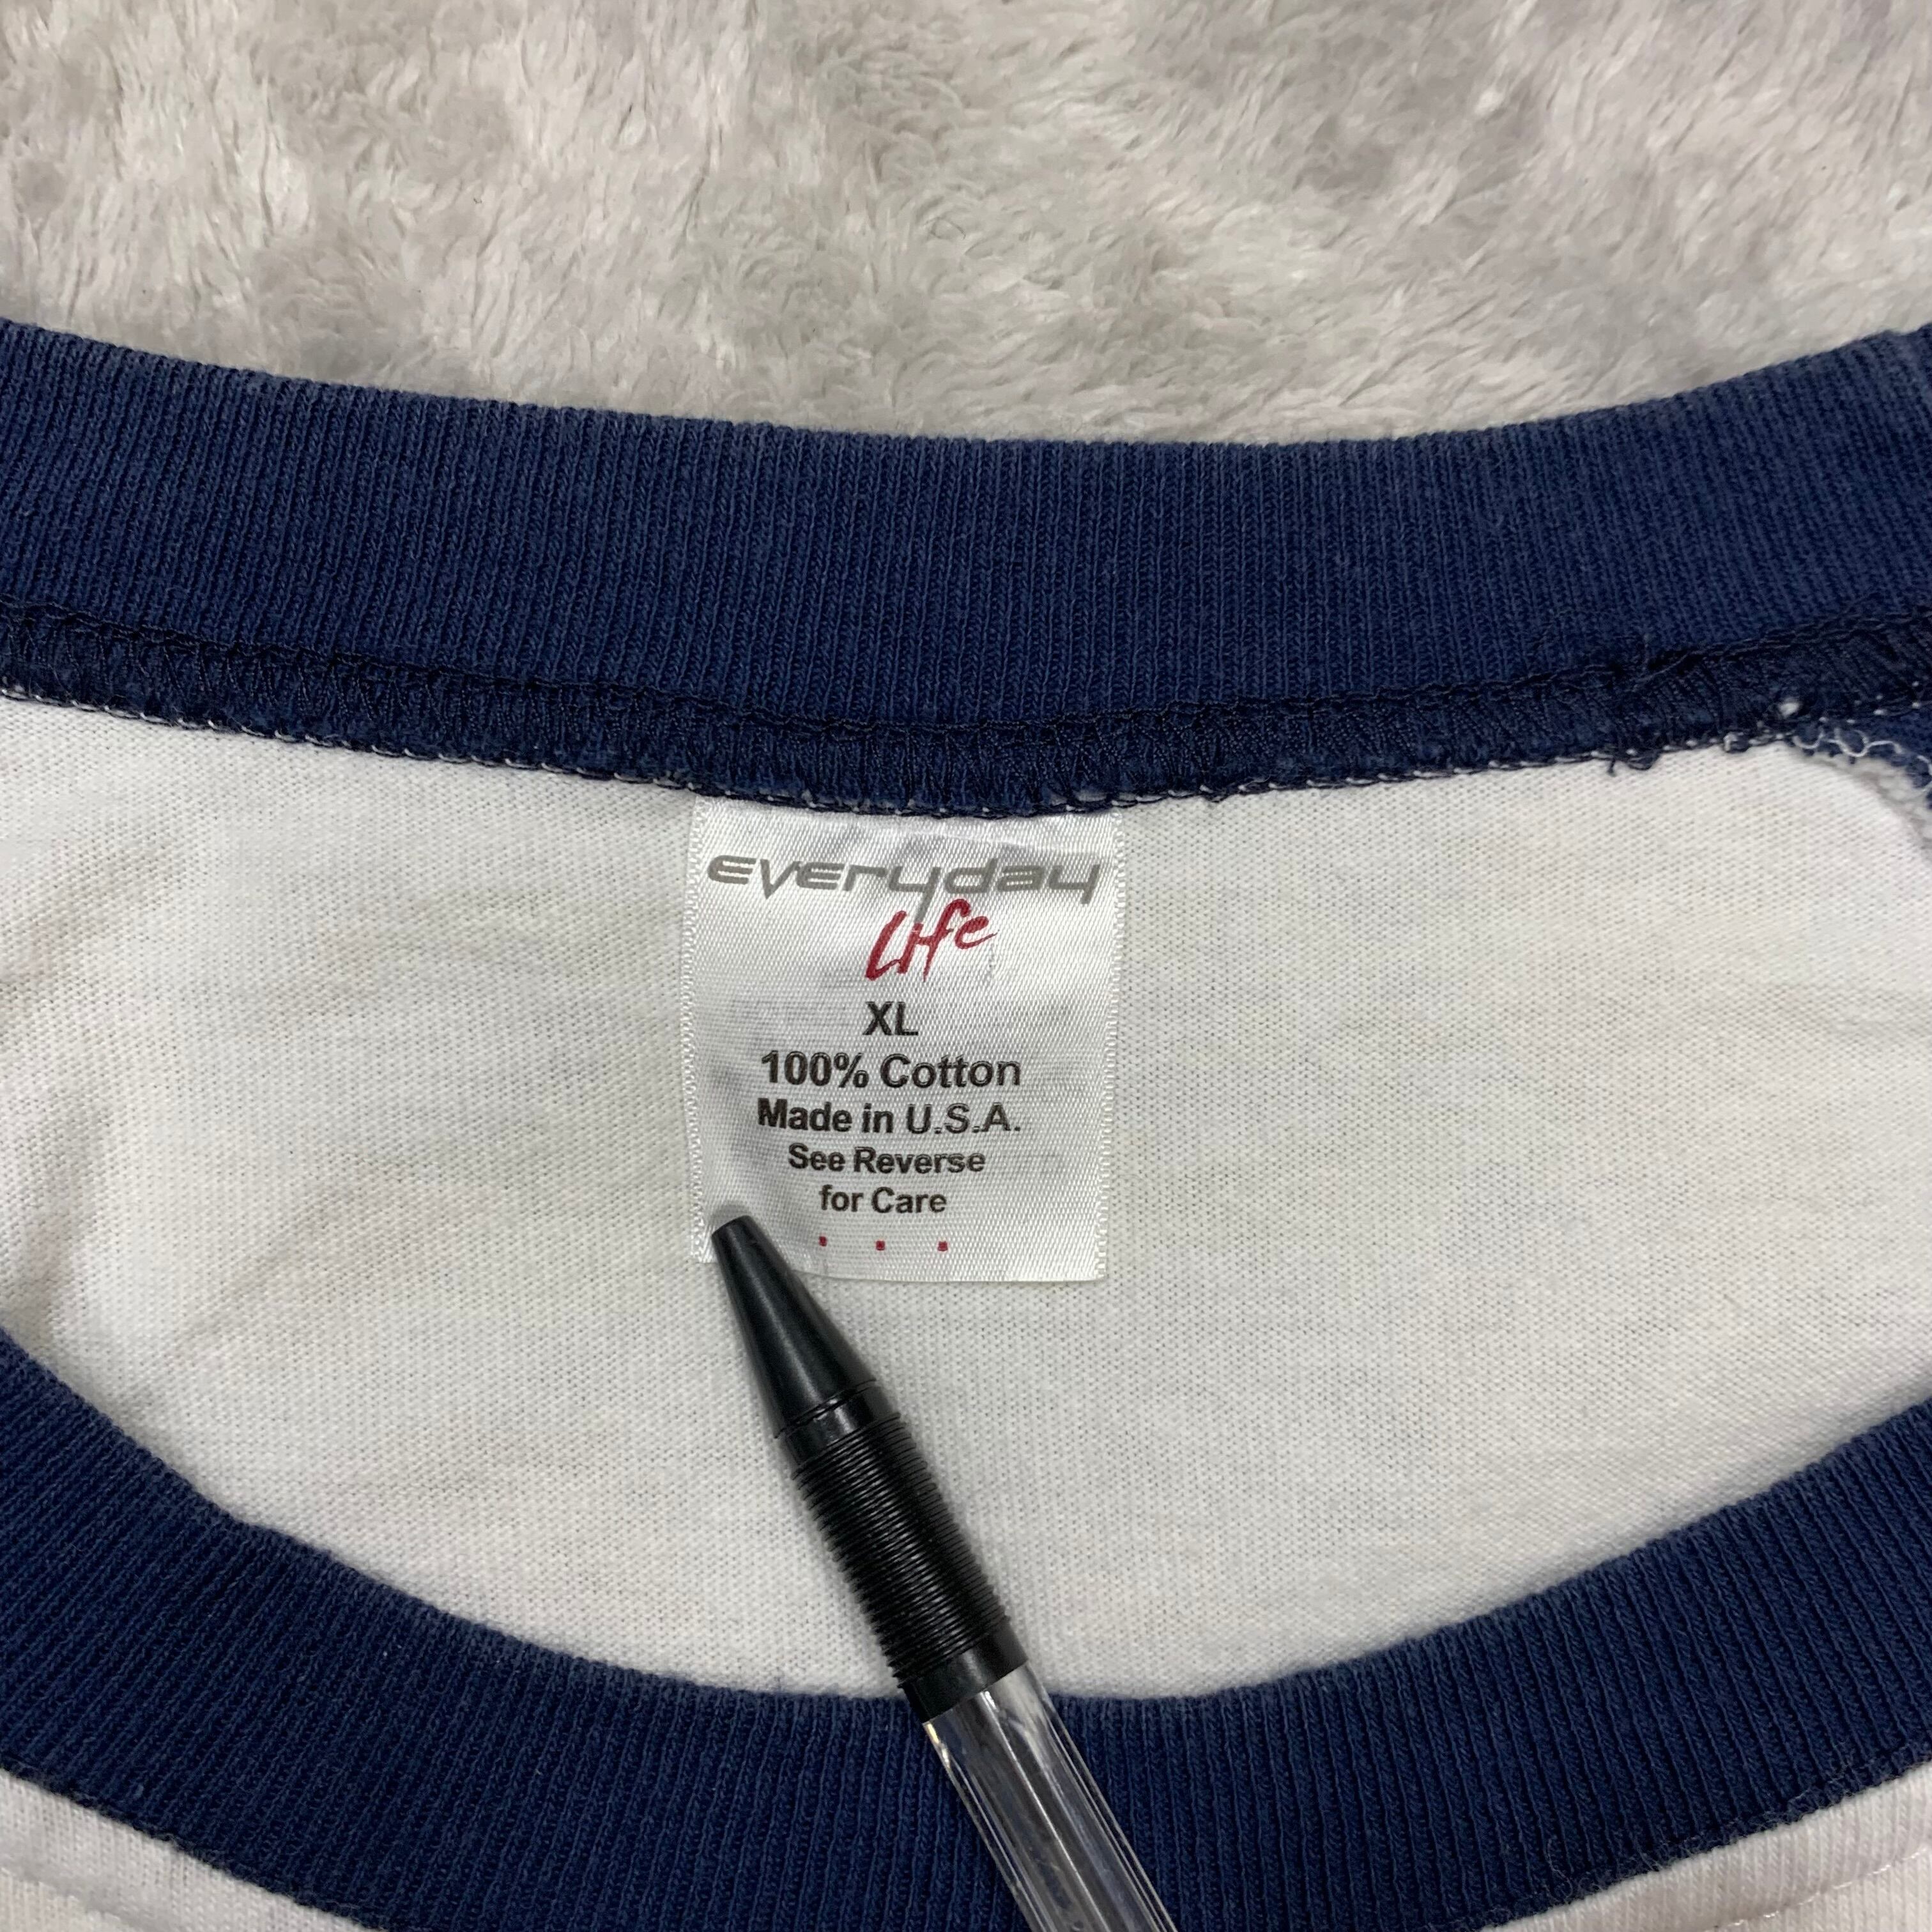 everyday
Life
XL
100% Cotton
Made in U.S.A.
See Reverse
for Care